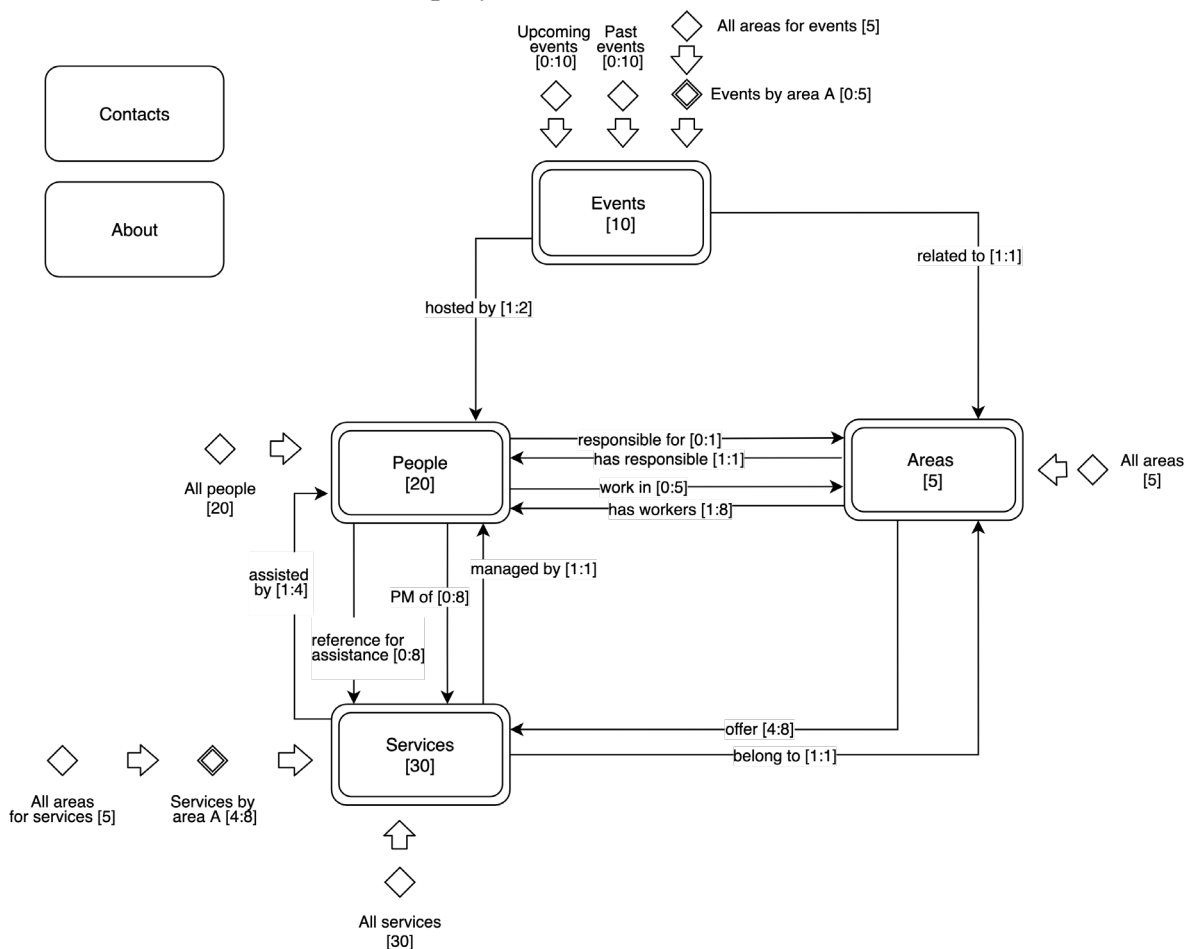 Upcoming
events
[0:10]
Past
events
[0:10]
All areas for events [5]
Events by area A [0:5]
Contacts
About
Events
[10]
related to [1:1]
hosted by [1:2]
People
[20]
responsible for [0:1]
has responsible [1:1]
work in [0:5]
has workers [1:8]
Areas
[5]
All areas
[5]
All people
[20]
assisted
by [1:4]
managed by [1:1]
PM of [0:8]
reference for
assistance [0:8]
Services
[30]
offer [4:8]
belong to [1:1]
All areas
for services [5]
Services by
area A [4:8]
All services
[30]